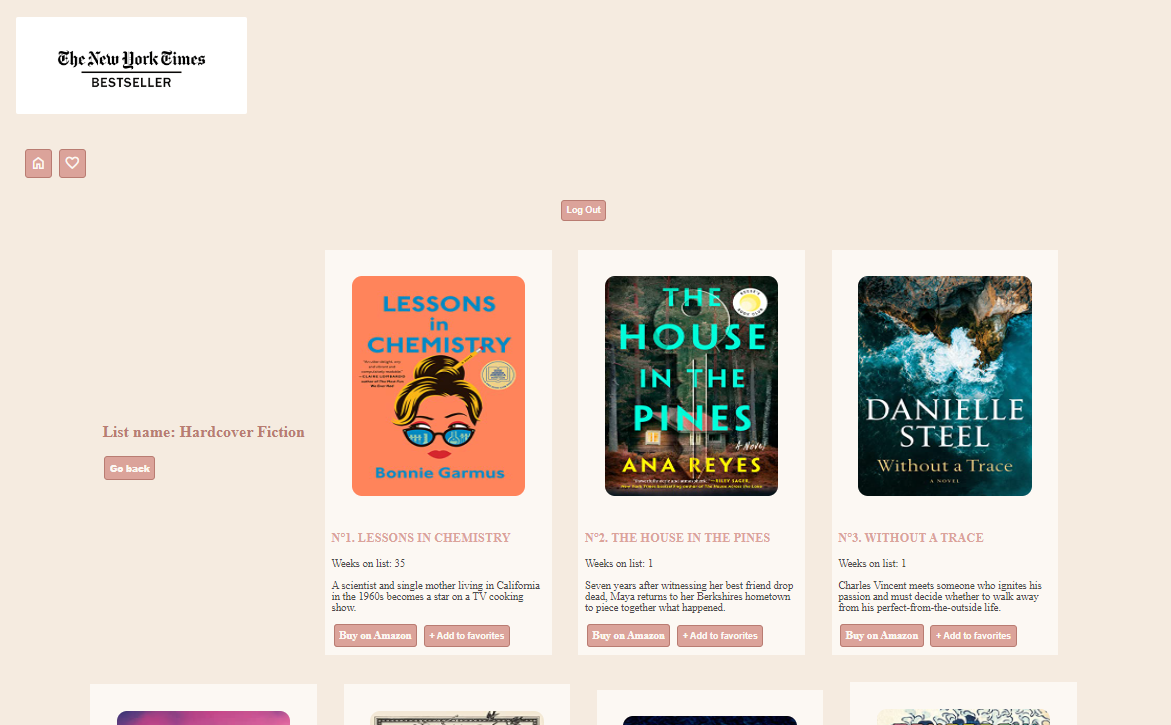 The New York Times
BESTSELLER
Log Out
List name: Hardcover Fiction
Go back
LESSONS
in
CHEMISTRY
Bonnie Garmus
N°1. LESSONS IN CHEMISTRY
Weeks on list: 35
A scientist and single mother living in California
in the 1960s becomes a star on a TV cooking
show.
Buy on Amazon
+ Add to favorites
THE
HOUSE
IN THE
PINES
A Novel
ANA REYES
N°2. THE HOUSE IN THE PINES
Weeks on list: 1
Seven years after witnessing her best friend drop
dead, Maya returns to her Berkshires hometown
to piece together what happened.
Buy on Amazon
+ Add to favorites
DANIELLE
STEEL
Without a Trace
A NOVEL
N°3. WITHOUT A TRACE
Weeks on list: 1
Charles Vincent meets someone who ignites his
passion and must decide whether to walk away
from his perfect-from-the-outside life.
Buy on Amazon
+ Add to favorites